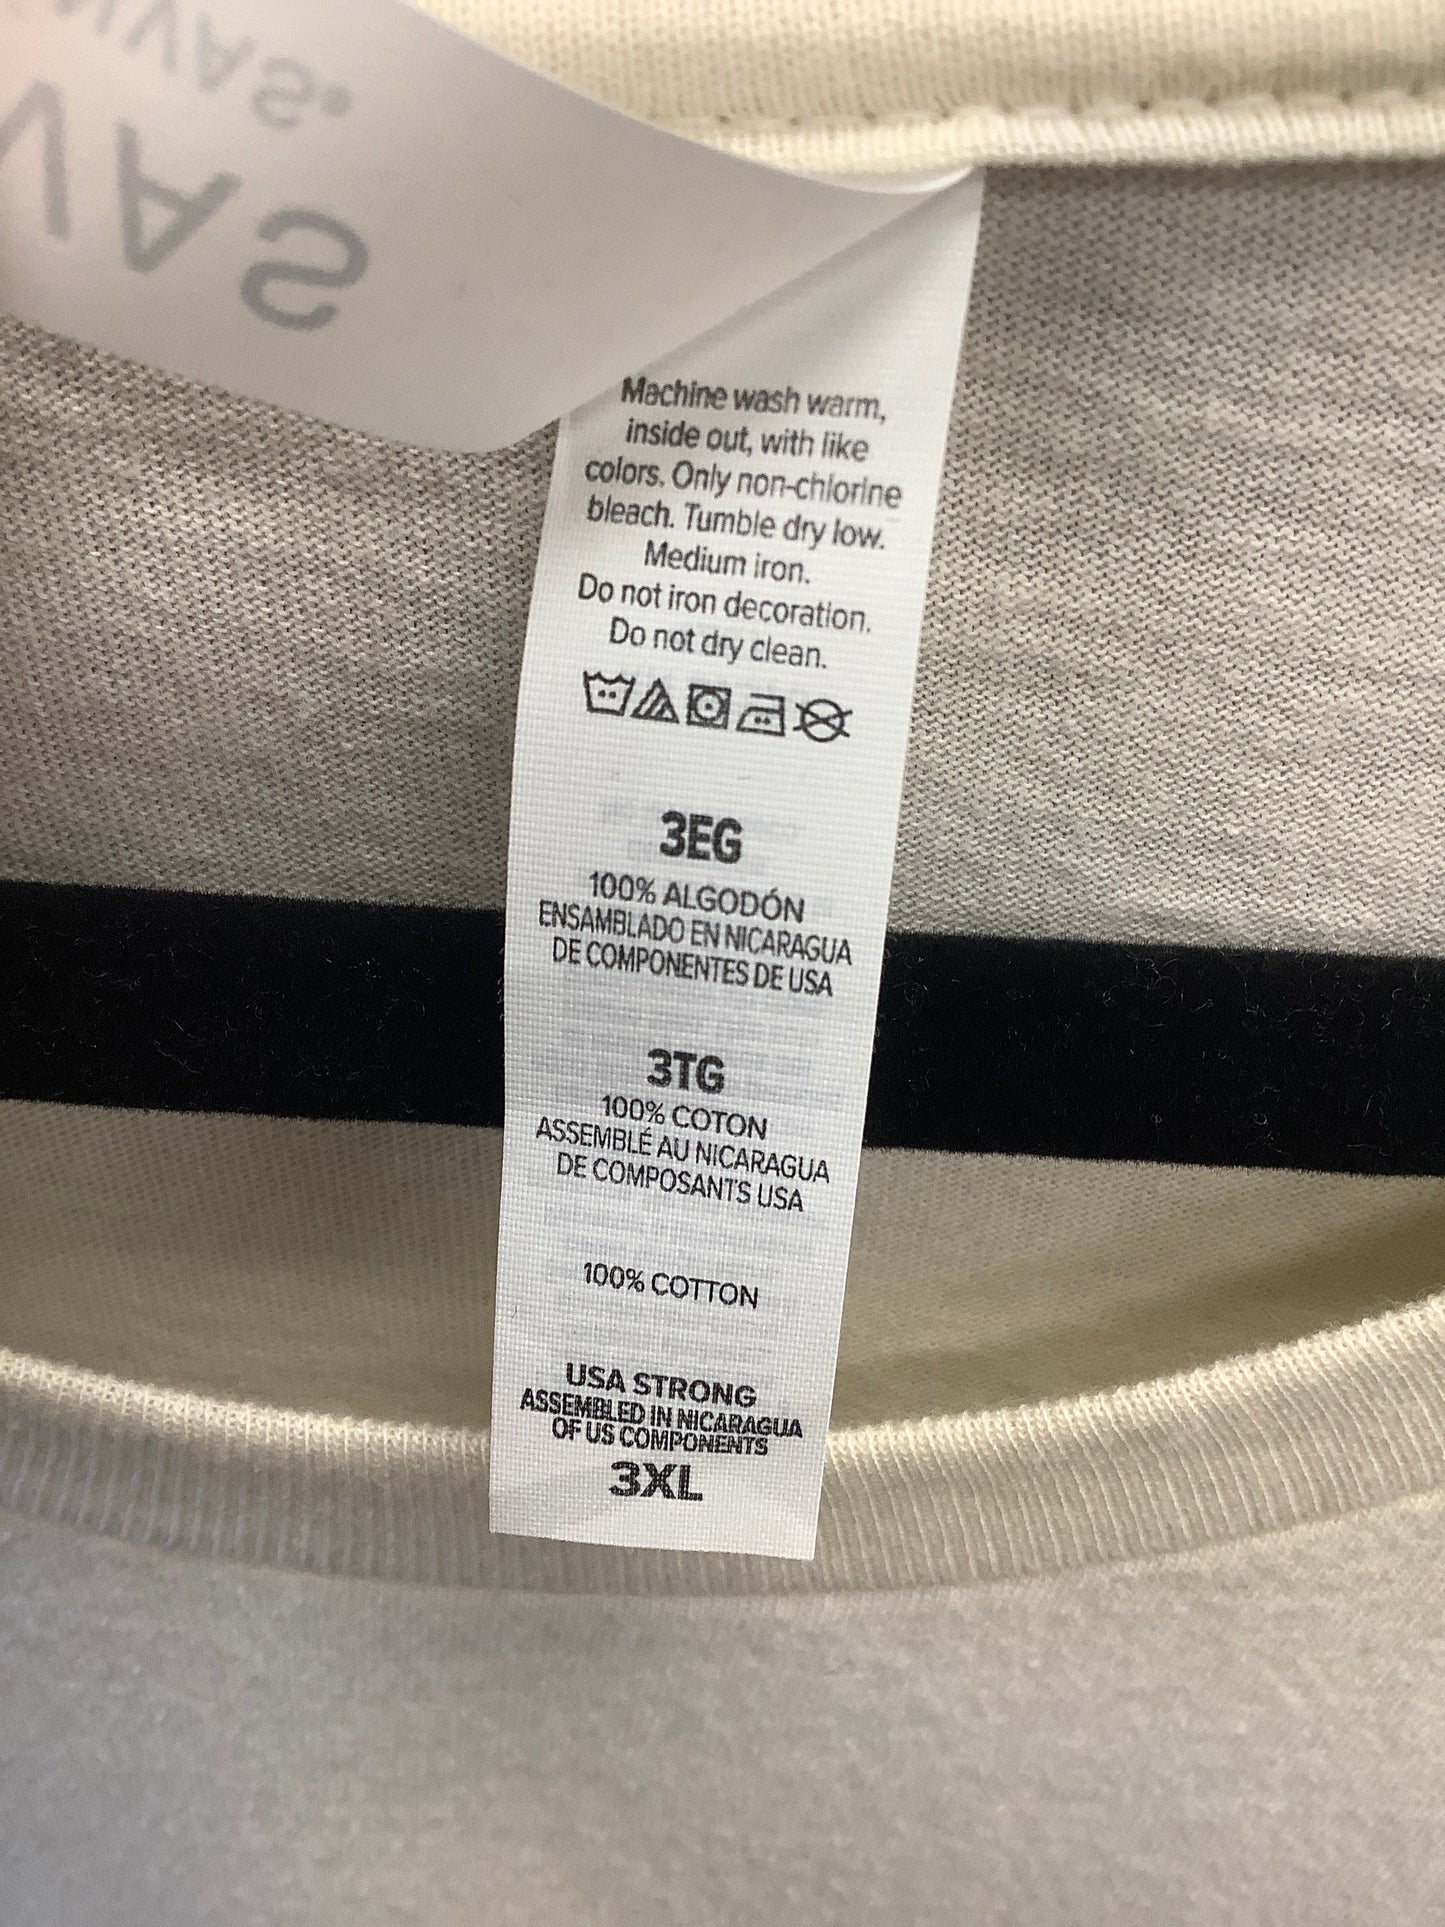 Machine wash warm,
inside out, with like
colors. Only non-chlorine
bleach. Tumble dry low.
Medium iron.
Do not iron decoration.
Do not dry clean.
3EG
100% ALGODÓN
ENSAMBLADO EN NICARAGUA
DE COMPONENTES DE USA
3TG
100% COTON
ASSEMBLÉ AU NICARAGUA
DE COMPOSANTS USA
100% COTTON
USA STRONG
ASSEMBLED IN NICARAGUA
OF US COMPONENTS
3XL